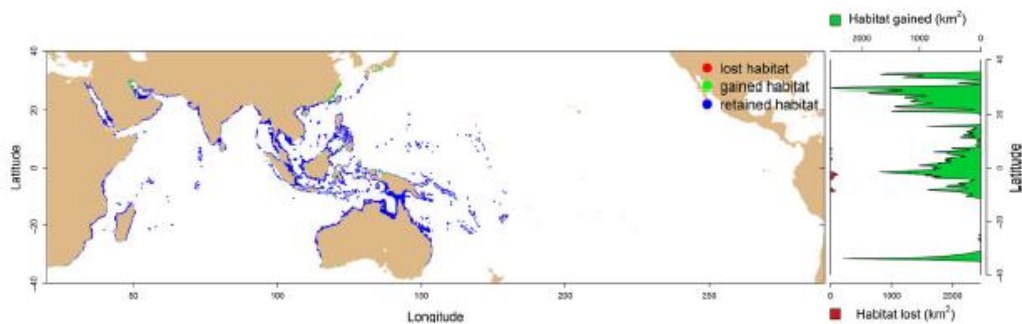 Habitat gained (km²)
2000 1000 0
40
20
0
-20
-40
Latitude
lost habitat
gained habitat
retained habitat
50 100 150 200 250
Longitude
40
20
0
-20
-40
Latitude
0 1000 2000
Habitat lost (km²)